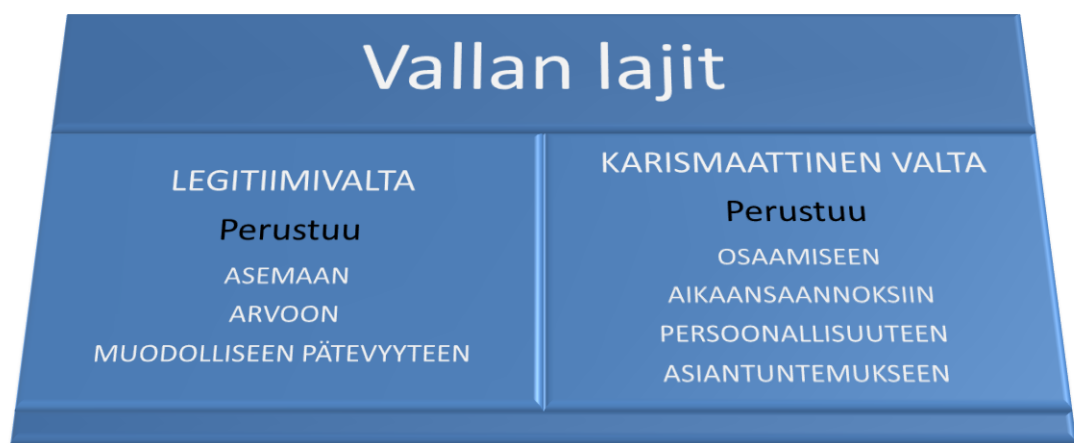 Vallan lajit
LEGITIIMIVALTA
Perustuu
ASEMAAN
ARVOON
MUODOLLISEEN PÄTEVYYTEEN
KARISMAATTINEN VALTA
Perustuu
OSAAMISEEN
AIKAANSAANNOKSIIN
PERSOONALLISUUTEEN
ASIANTUNTEMUKSEEN